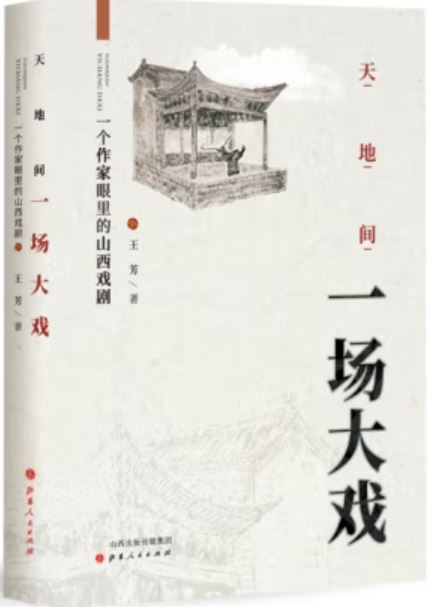 天地间
一场大戏
一个作家眼里的山西戏剧
王芳/著
山西出版传媒集团
山西人民出版社
TIANDIJIAN
YICHANG DAXI
天地间
一场大戏
一个作家眼里的山西戏剧
王芳/著
山西人民出版社